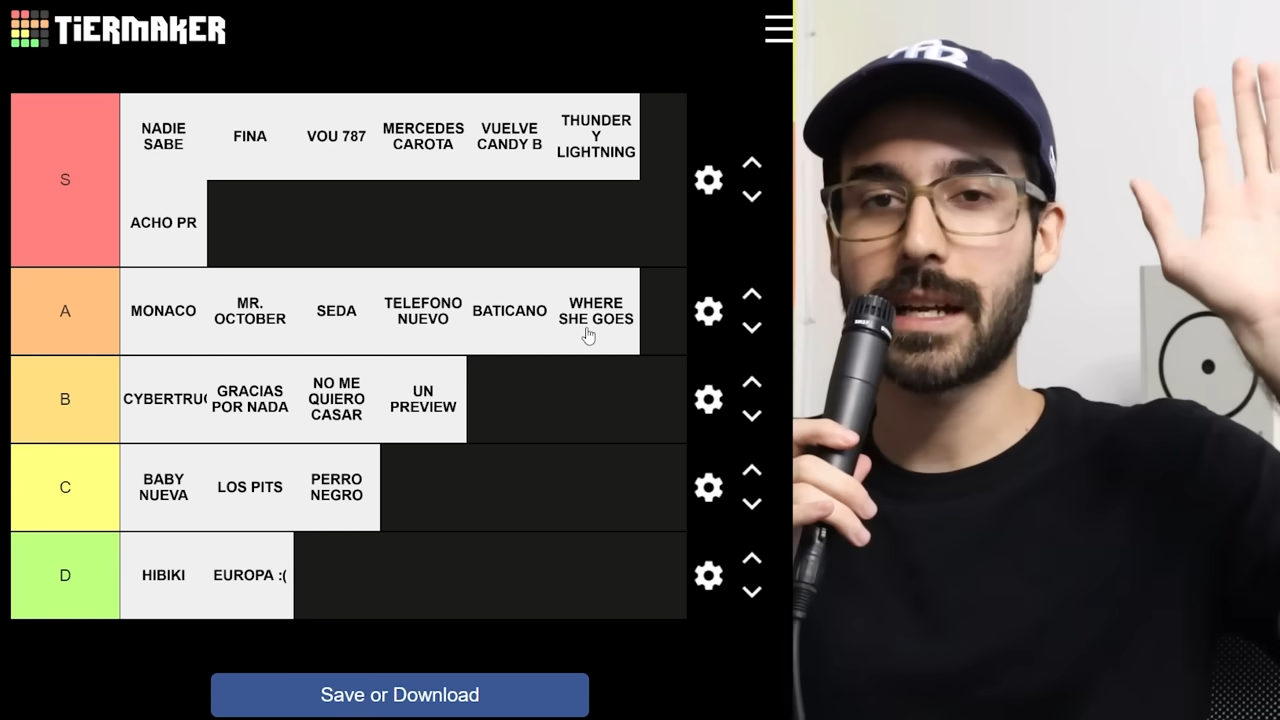 TiERMAKER
S
NADIE
SABE
FINA
VOU 787
MERCEDES
CAROTA
VUELVE
CANDY B
THUNDER
Y
LIGHTNING
ACHO PR
A
MONACO
MR.
OCTOBER
SEDA
TELEFONO
NUEVO
BATICANO
WHERE
SHE GOES
B
CYBERTRUC
GRACIAS
POR NADA
NO ME
QUIERO
CASAR
UN
PREVIEW
C
BABY
NUEVA
LOS PITS
PERRO
NEGRO
D
HIBIKI
EUROPA :(
Save or Download